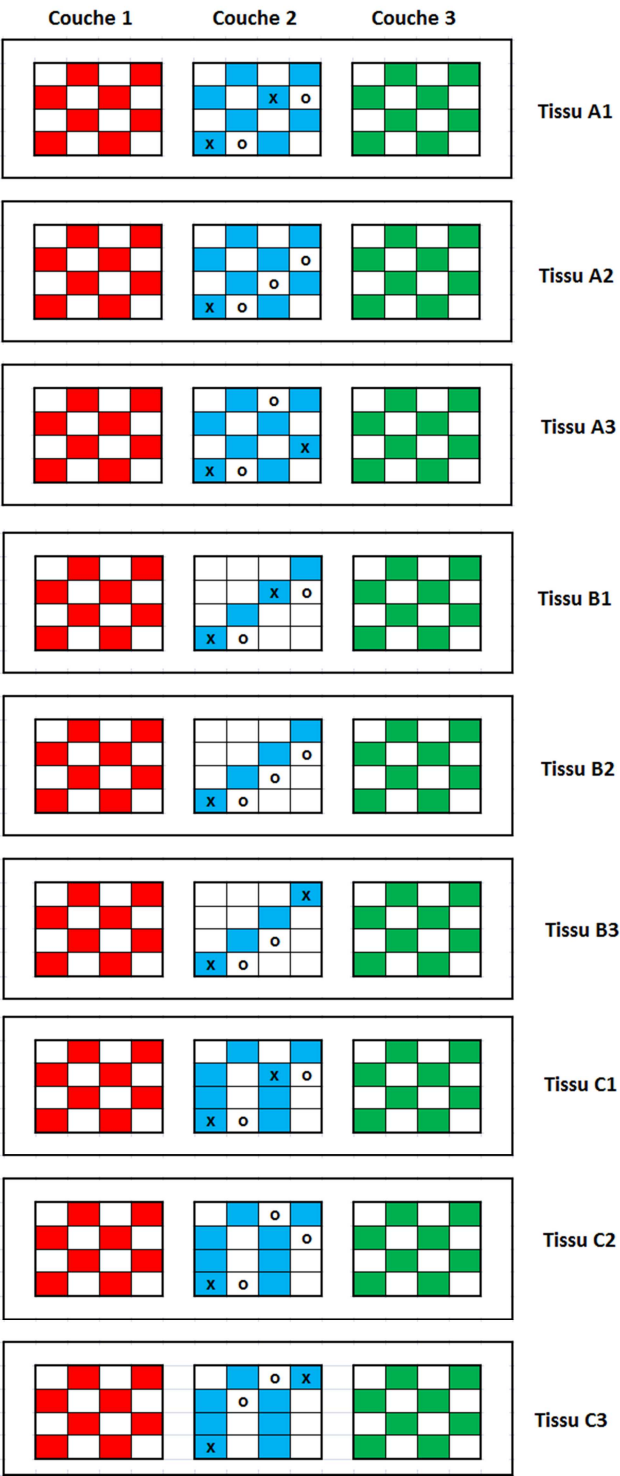 Couche 1 Couche 2 Couche 3
x o
x o
Tissu A1
o
o
x o
Tissu A2
o
x
x o
Tissu A3
x o
x o
Tissu B1
o
o
x o
Tissu B2
x
o
x o
Tissu B3
x o
x o
Tissu C1
o
o
x o
Tissu C2
o x
o
x
Tissu C3